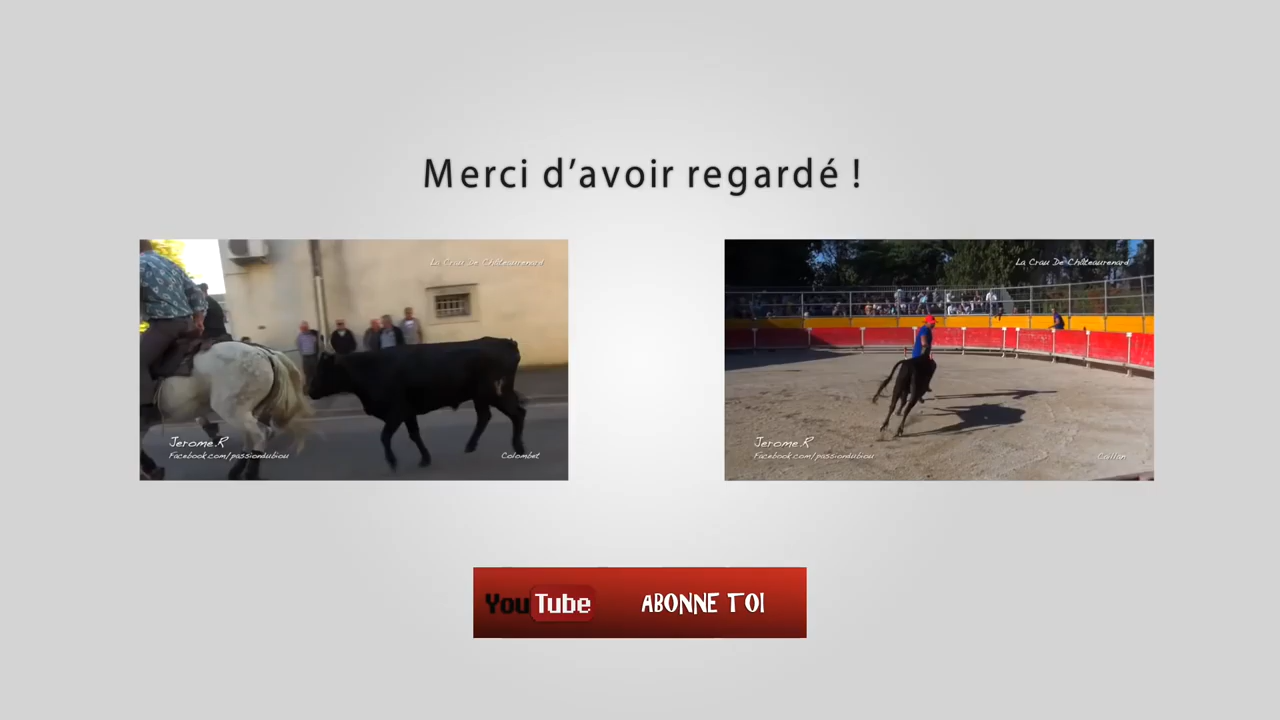 Merci d’avoir regardé !
La Crau De Châteaurenard
Jerome.R
Facebook.com/passiondubiou
Colombet
La Crau De Châteaurenard
Jerome.R
Facebook.com/passiondubiou
YouTube ABONNE TOI